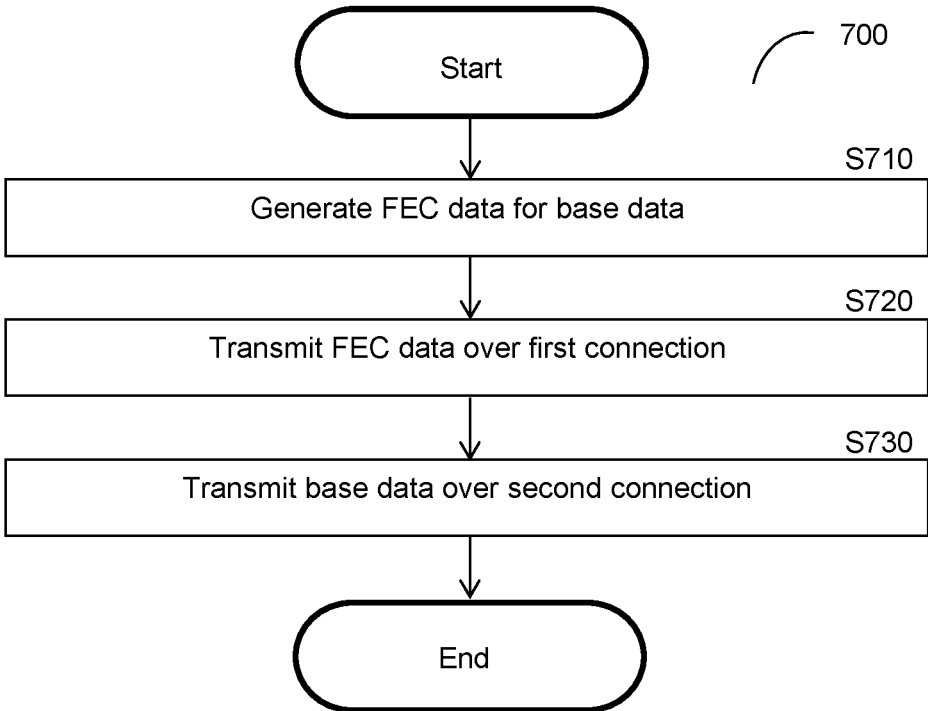 Start
700
S710
Generate FEC data for base data
S720
Transmit FEC data over first connection
S730
Transmit base data over second connection
End